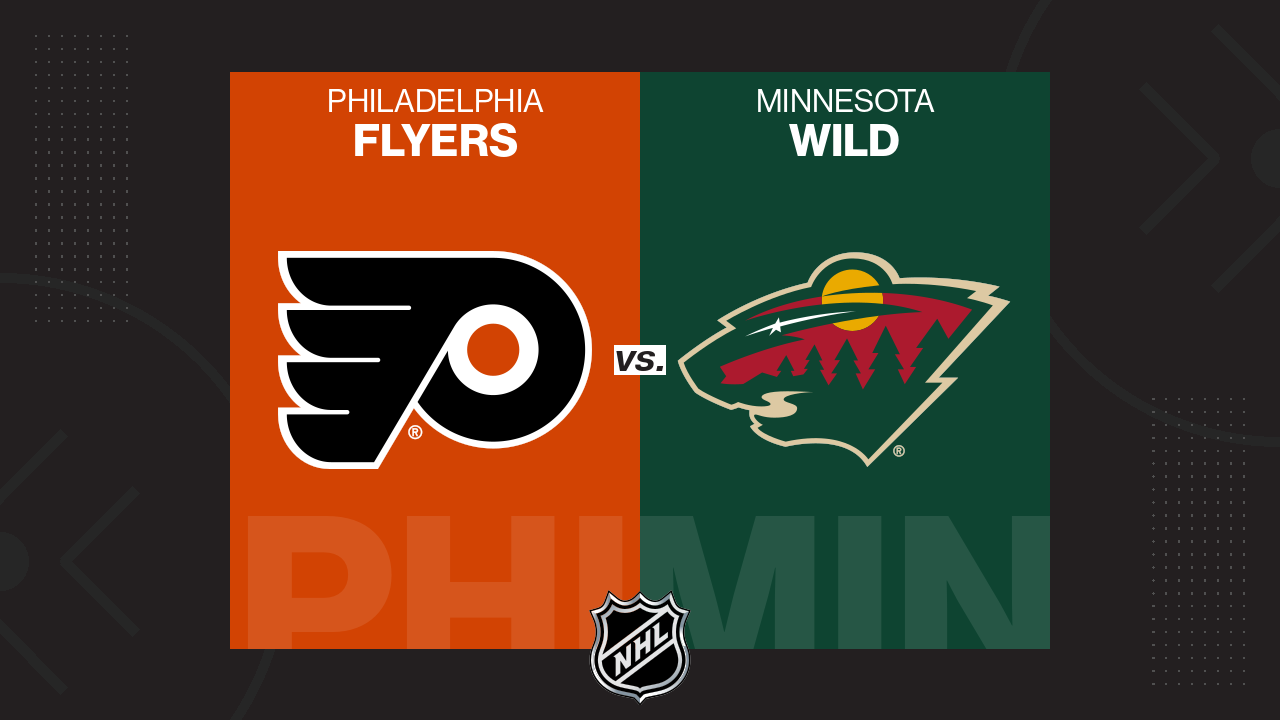 PHILADELPHIA
FLYERS
MINNESOTA
WILD
vs.
®
®
PHI
MIN
NHL